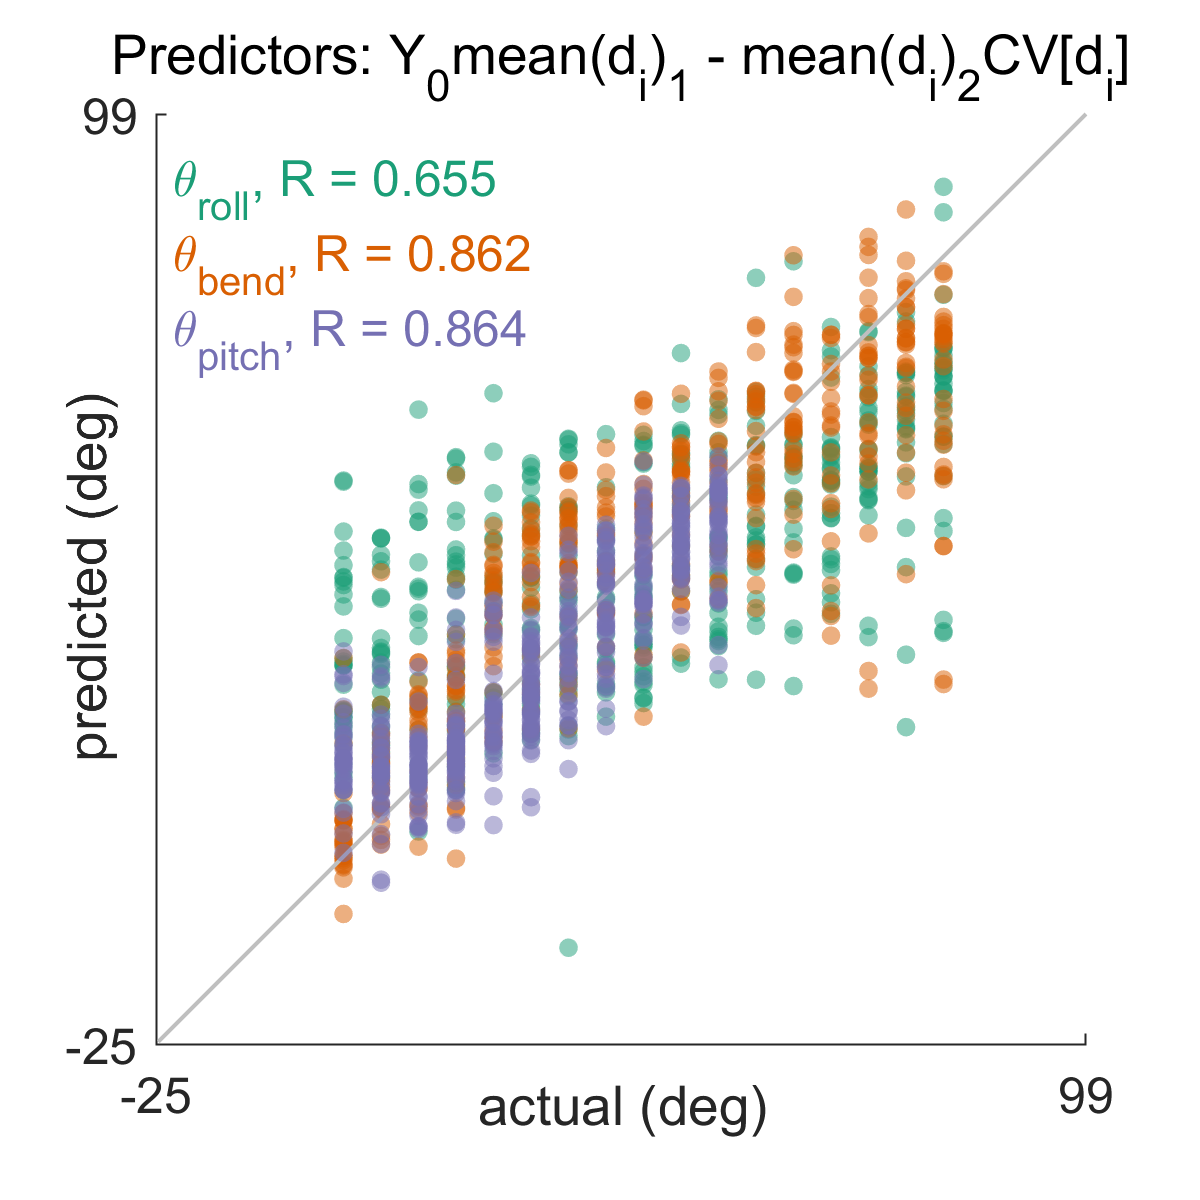 Predictors: Y₀mean(dᵢ)₁ - mean(dᵢ)₂CV[dᵢ]
99
θroll, R = 0.655
θbend, R = 0.862
θpitch, R = 0.864
predicted (deg)
-25
-25
actual (deg)
99